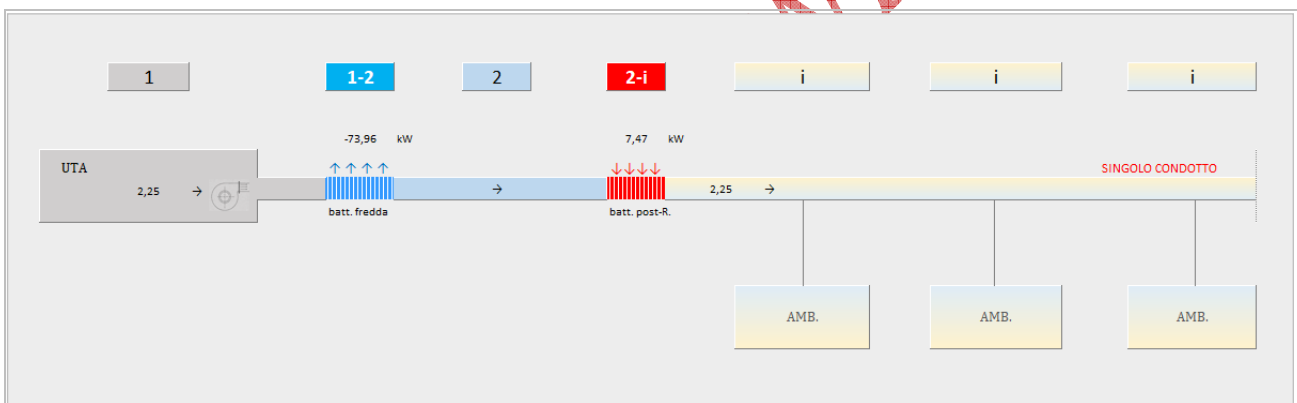 1
1-2
2
2-i
i
i
i
-73,96 kW
7,47 kW
UTA
SINGOLO CONDOTTO
2,25 →
→
2,25 →
batt. fredda
batt. post-R.
AMB.
AMB.
AMB.